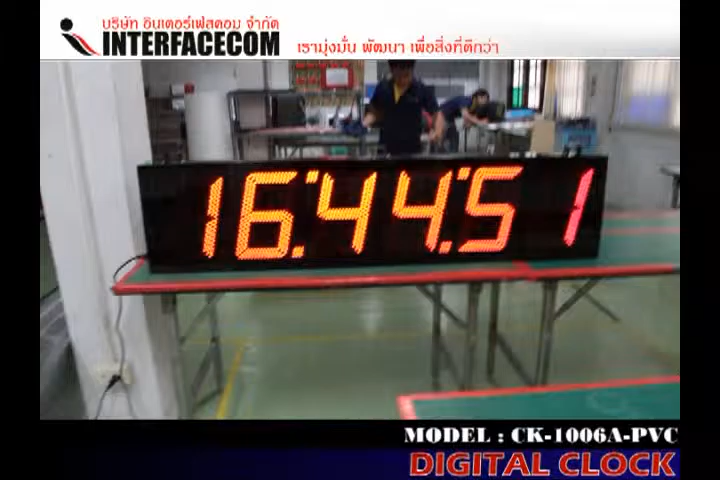 บริษัท อินเตอร์เฟสคอม จำกัด
INTERFACECOM
เรามุ่งมั่น พัฒนา เพื่อสิ่งที่ดีกว่า
16:44:51
MODEL : CK-1006A-PVC
DIGITAL CLOCK